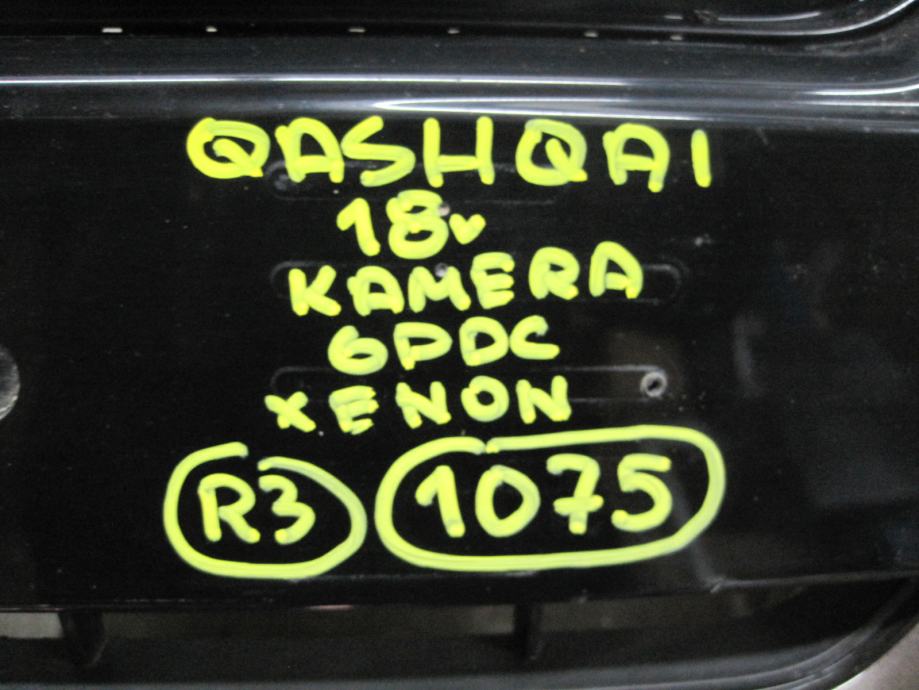 QASHQAI
18v
KAMERA
6PDC
XENON
R3 1075